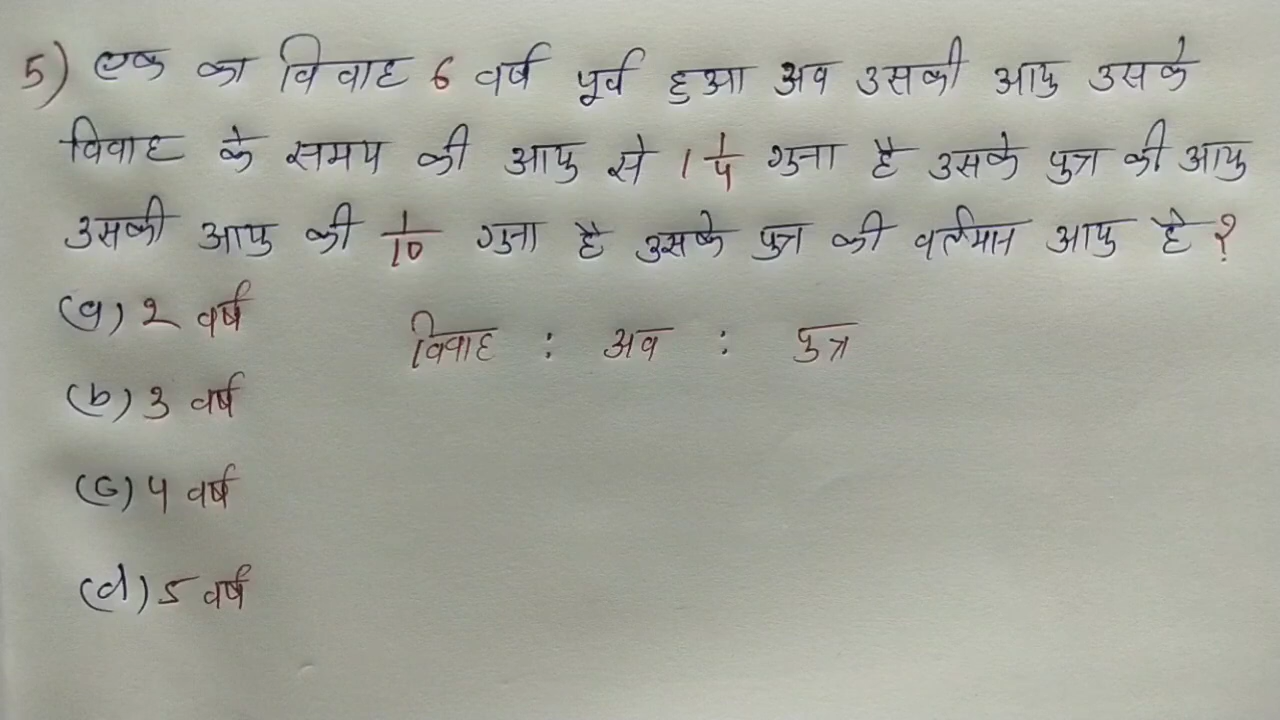 5) एक का विवाह 6 वर्ष पूर्व हुआ अब उसकी आयु उसके
विवाह के समय की आयु से 1 1/4 गुना है उसके पुत्र की आयु
उसकी आयु की 1/10 गुना है उसके पुत्र की वर्तमान आयु है ?
(a) 2 वर्ष
विवाह : अब : पुत्र
(b) 3 वर्ष
(c) 4 वर्ष
(d) 5 वर्ष